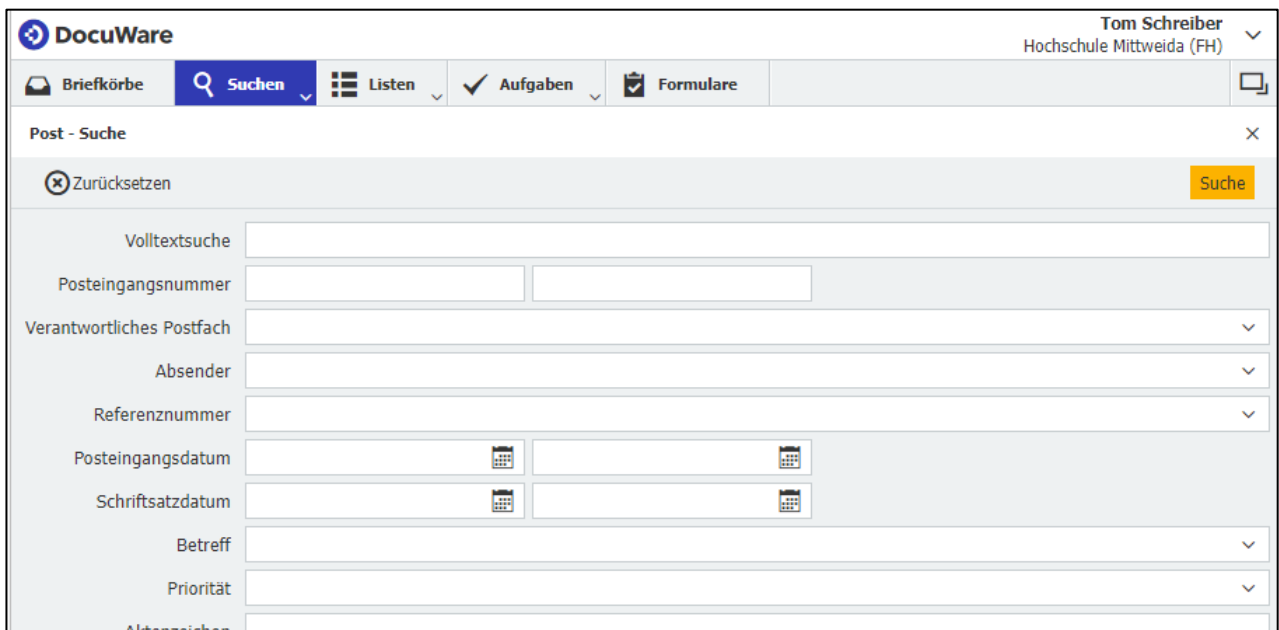 DocuWare
Tom Schreiber
Hochschule Mittweida (FH)
Briefkörbe
Suchen
Listen
Aufgaben
Formulare
Post - Suche
Zurücksetzen
Suche
Volltextsuche
Posteingangsnummer
Verantwortliches Postfach
Absender
Referenznummer
Posteingangsdatum
Schriftsatzdatum
Betreff
Priorität
Aktenzeichen